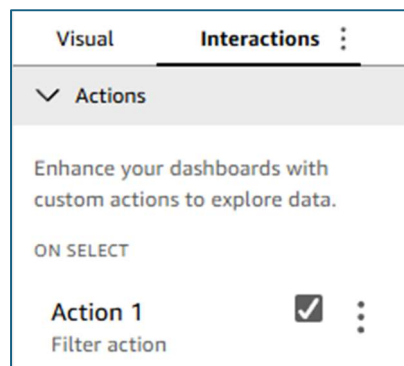 Visual Interactions
Actions
Enhance your dashboards with
custom actions to explore data.
ON SELECT
Action 1
Filter action